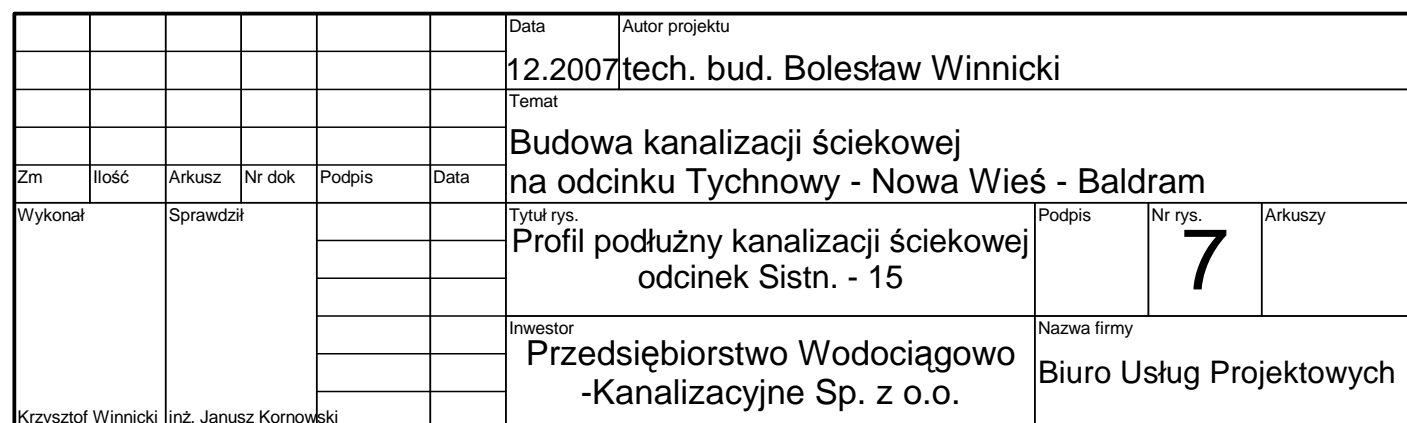 Data Autor projektu
12.2007 tech. bud. Bolesław Winnicki
Temat
Budowa kanalizacji ściekowej
na odcinku Tychnowy - Nowa Wieś - Baldram
Zm Ilość Arkusz Nr dok Podpis Data
Wykonał Sprawdził
Tytuł rys. Podpis Nr rys. Arkuszy
Profil podłużny kanalizacji ściekowej
odcinek Sistn. - 15
7
Inwestor Nazwa firmy
Przedsiębiorstwo Wodociągowo
-Kanalizacyjne Sp. z o.o.
Biuro Usług Projektowych
Krzysztof Winnicki inż. Janusz Kornowski